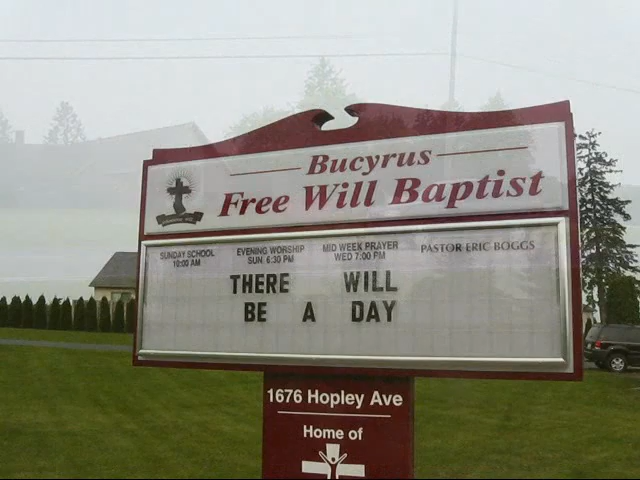 Bucyrus
Free Will Baptist
SUNDAY SCHOOL EVENING WORSHIP MID WEEK PRAYER PASTOR ERIC BOGGS
10:00 AM SUN. 6:30 PM WED 7:00 PM
THERE WILL
BE A DAY
1676 Hopley Ave
Home of